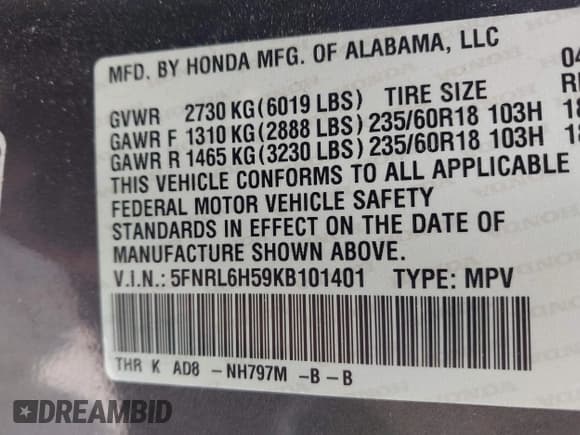 MFD. BY HONDA MFG. OF ALABAMA, LLC 04
GVWR 2730 KG (6019 LBS) TIRE SIZE
GAWR F 1310 KG (2888 LBS) 235/60R18 103H 18
GAWR R 1465 KG (3230 LBS) 235/60R18 103H 18
THIS VEHICLE CONFORMS TO ALL APPLICABLE
FEDERAL MOTOR VEHICLE SAFETY
STANDARDS IN EFFECT ON THE DATE OF
MANUFACTURE SHOWN ABOVE.
V.I.N.: 5FNRL6H59KB101401 TYPE: MPV
THR K AD8 -NH797M -B -B
DREAMBID